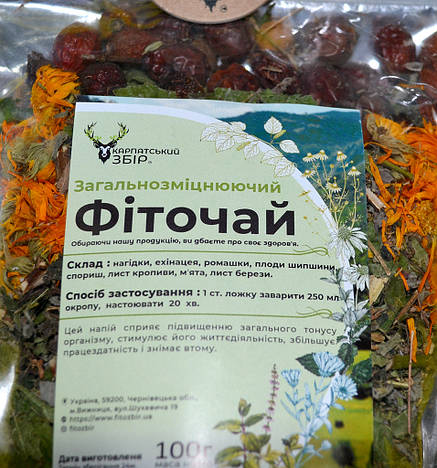 КАРПАТСЬКИЙ
ЗБІР
Загальнозміцнюючий
Фіточай
Обираючи нашу продукцію, ви дбаєте про своє здоров'я.
Склад : нагідки, ехінацея, ромашки, плоди шипшини,
спориш, лист кропиви, м'ята, лист берези.
Спосіб застосування : 1 ст. ложку заварити 250 мл
окропу, настоювати 20 хв.
Цей напій сприяє підвищенню загального тонусу
організму, стимулює його життєдіяльність, збільшує
працездатність і знімає втому.
Україна, 59200, Чернівецька обл.,
м.Вижниця, вул.Шухевича 19
https://www.fitozbir.ua
fitozbir
Дата виготовлення
100г
маса